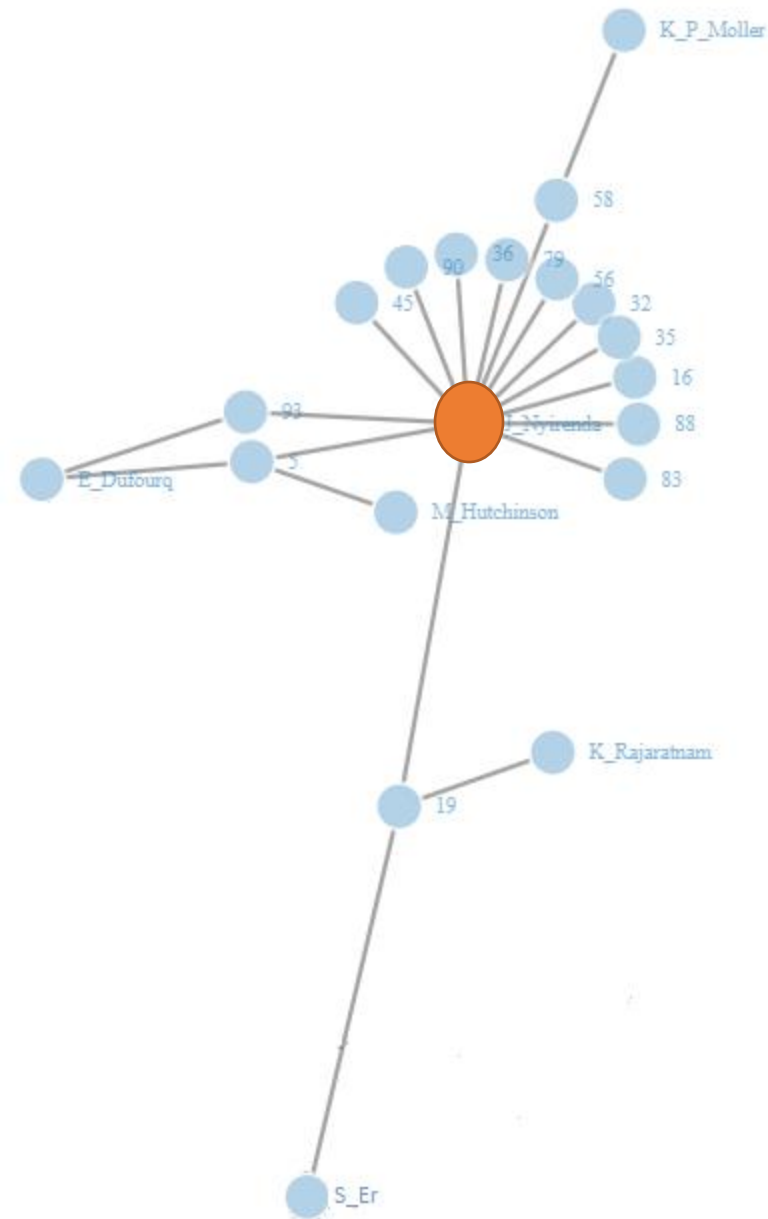 K_P_Moller
58
90
36
79
56
45
32
35
16
93
J_Nyirenda
88
5
E_Dufourq
83
M_Hutchinson
K_Rajaratnam
19
S_Er